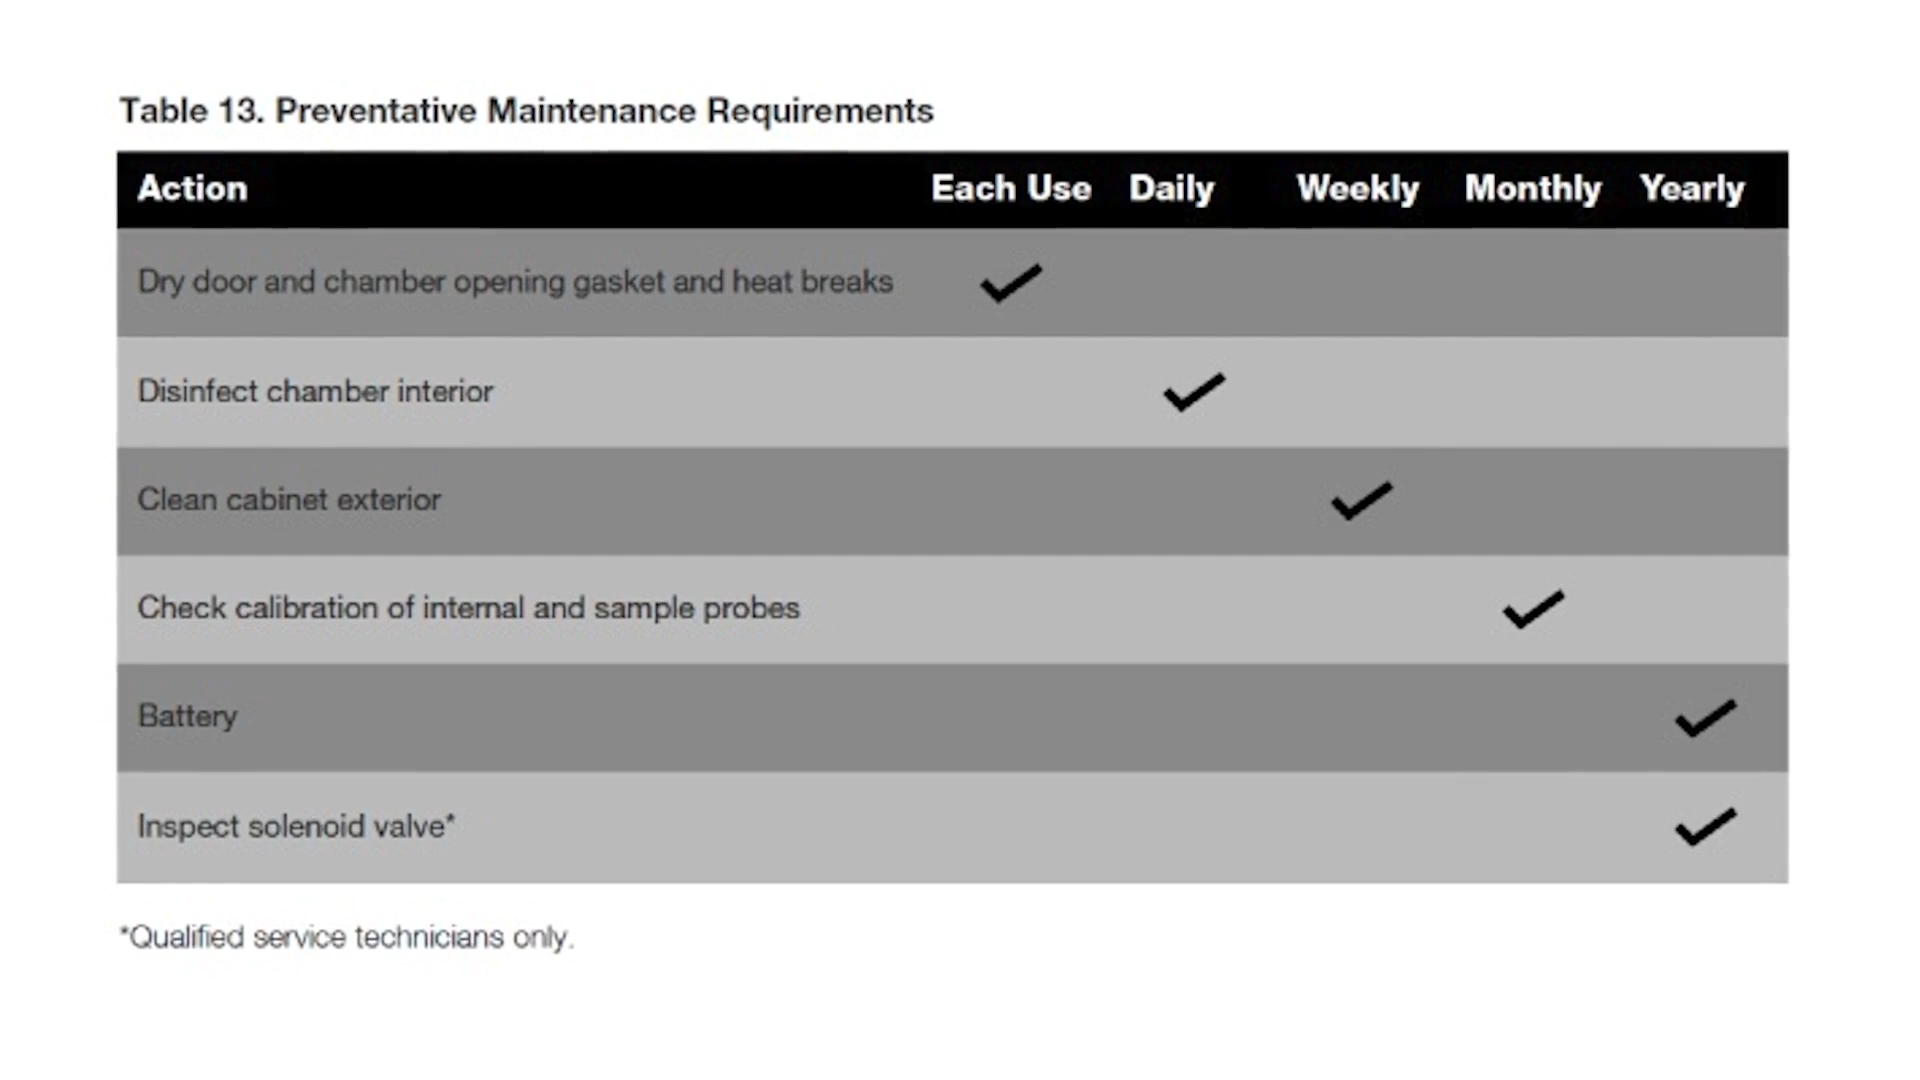 Table 13. Preventative Maintenance Requirements
Action Each Use Daily Weekly Monthly Yearly
Dry door and chamber opening gasket and heat breaks
Disinfect chamber interior
Clean cabinet exterior
Check calibration of internal and sample probes
Battery
Inspect solenoid valve*
*Qualified service technicians only.